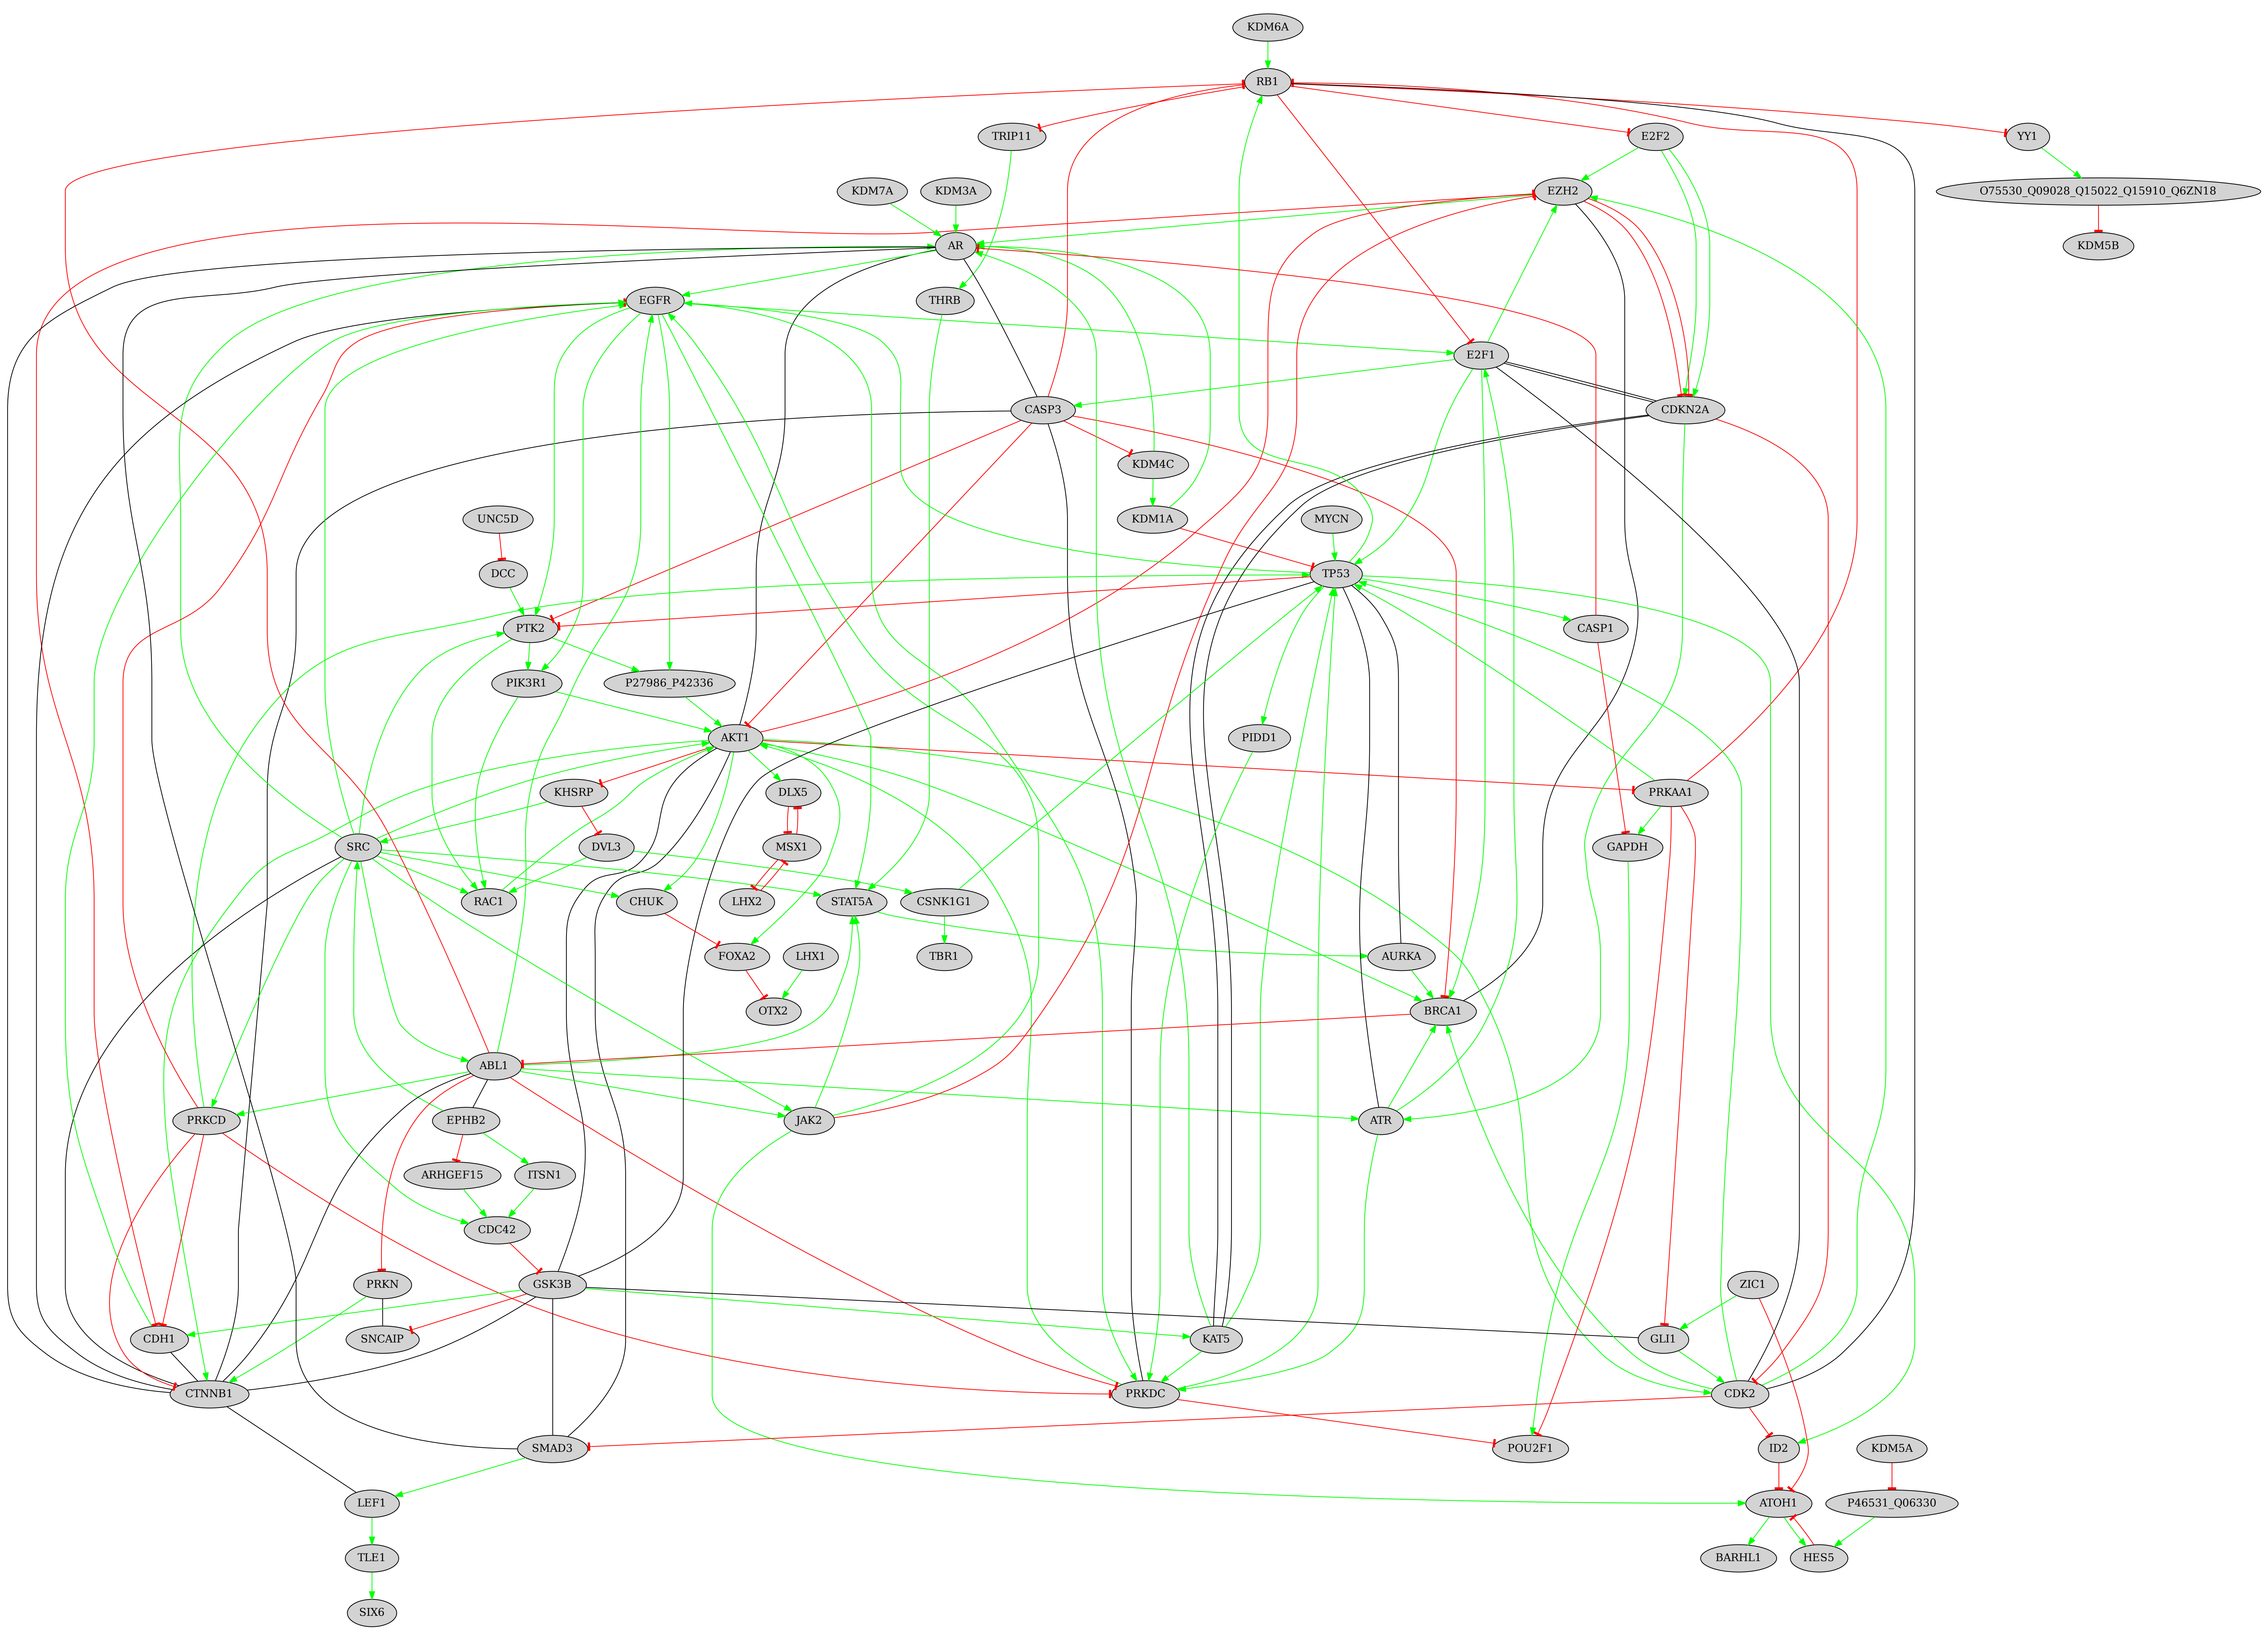 KDM6A
RB1
TRIP11
E2F2
YY1
KDM7A
KDM3A
EZH2
O75530_Q09028_Q15022_Q15910_Q6ZN18
AR
KDM5B
EGFR
THRB
E2F1
CASP3
CDKN2A
KDM4C
UNC5D
KDM1A
MYCN
DCC
TP53
PTK2
CASP1
PIK3R1
P27986_P42336
AKT1
PIDD1
KHSRP
DLX5
PRKAA1
SRC
DVL3
MSX1
GAPDH
RAC1
CHUK
LHX2
STAT5A
CSNK1G1
FOXA2
LHX1
TBR1
AURKA
OTX2
BRCA1
ABL1
PRKCD
EPHB2
JAK2
ATR
ARHGEF15
ITSN1
CDC42
PRKN
GSK3B
ZIC1
CDH1
SNCAIP
KAT5
GLI1
CTNNB1
PRKDC
CDK2
SMAD3
POU2F1
ID2
KDM5A
LEF1
ATOH1
P46531_Q06330
TLE1
BARHL1
HES5
SIX6